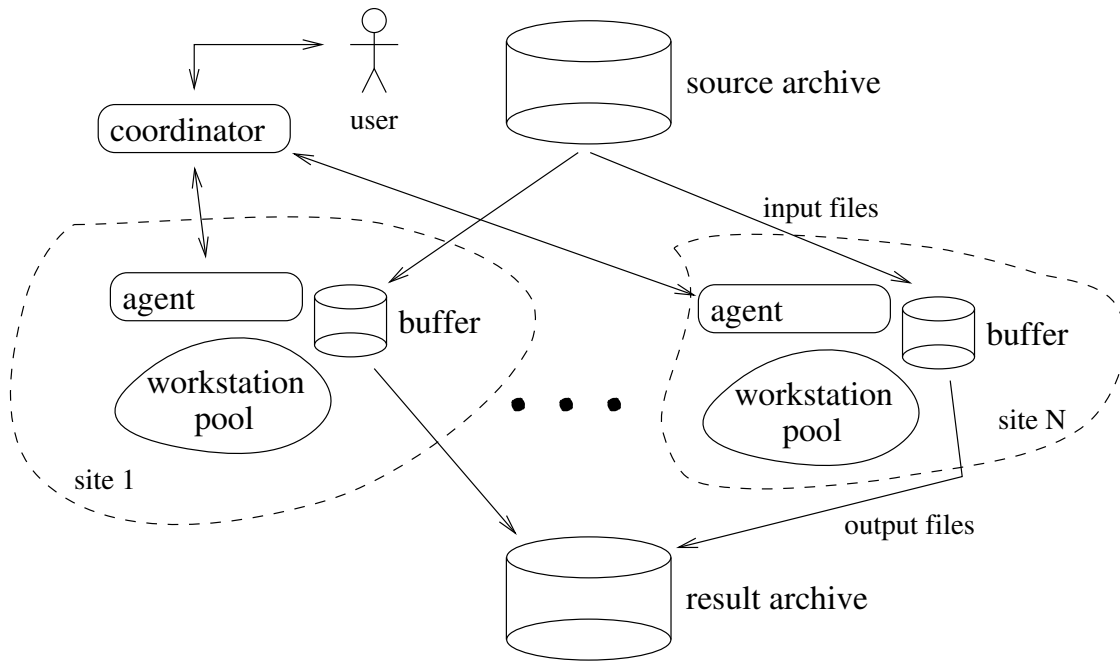 source archive
user
coordinator
input files
agent
buffer
workstation
pool
site 1
agent
buffer
workstation
pool
site N
output files
result archive